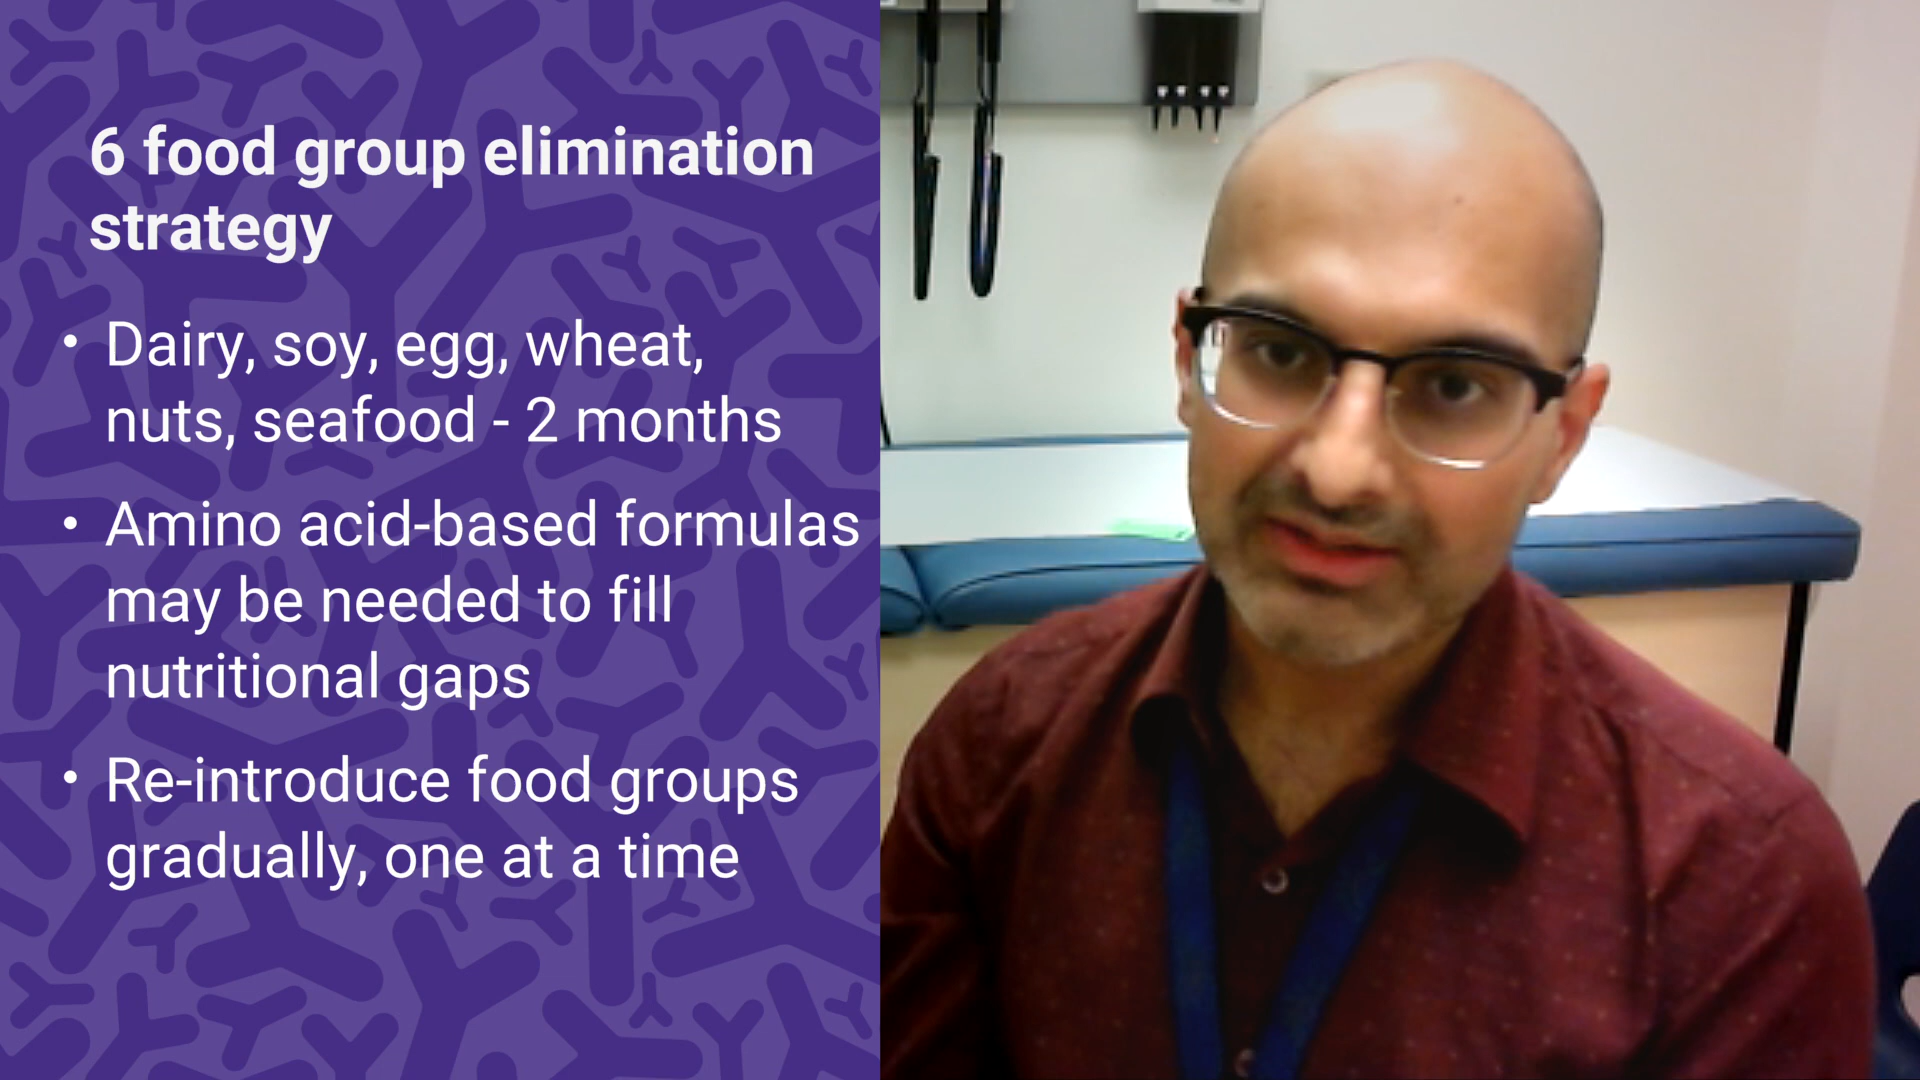 6 food group elimination
strategy
• Dairy, soy, egg, wheat,
nuts, seafood - 2 months
• Amino acid-based formulas
may be needed to fill
nutritional gaps
• Re-introduce food groups
gradually, one at a time